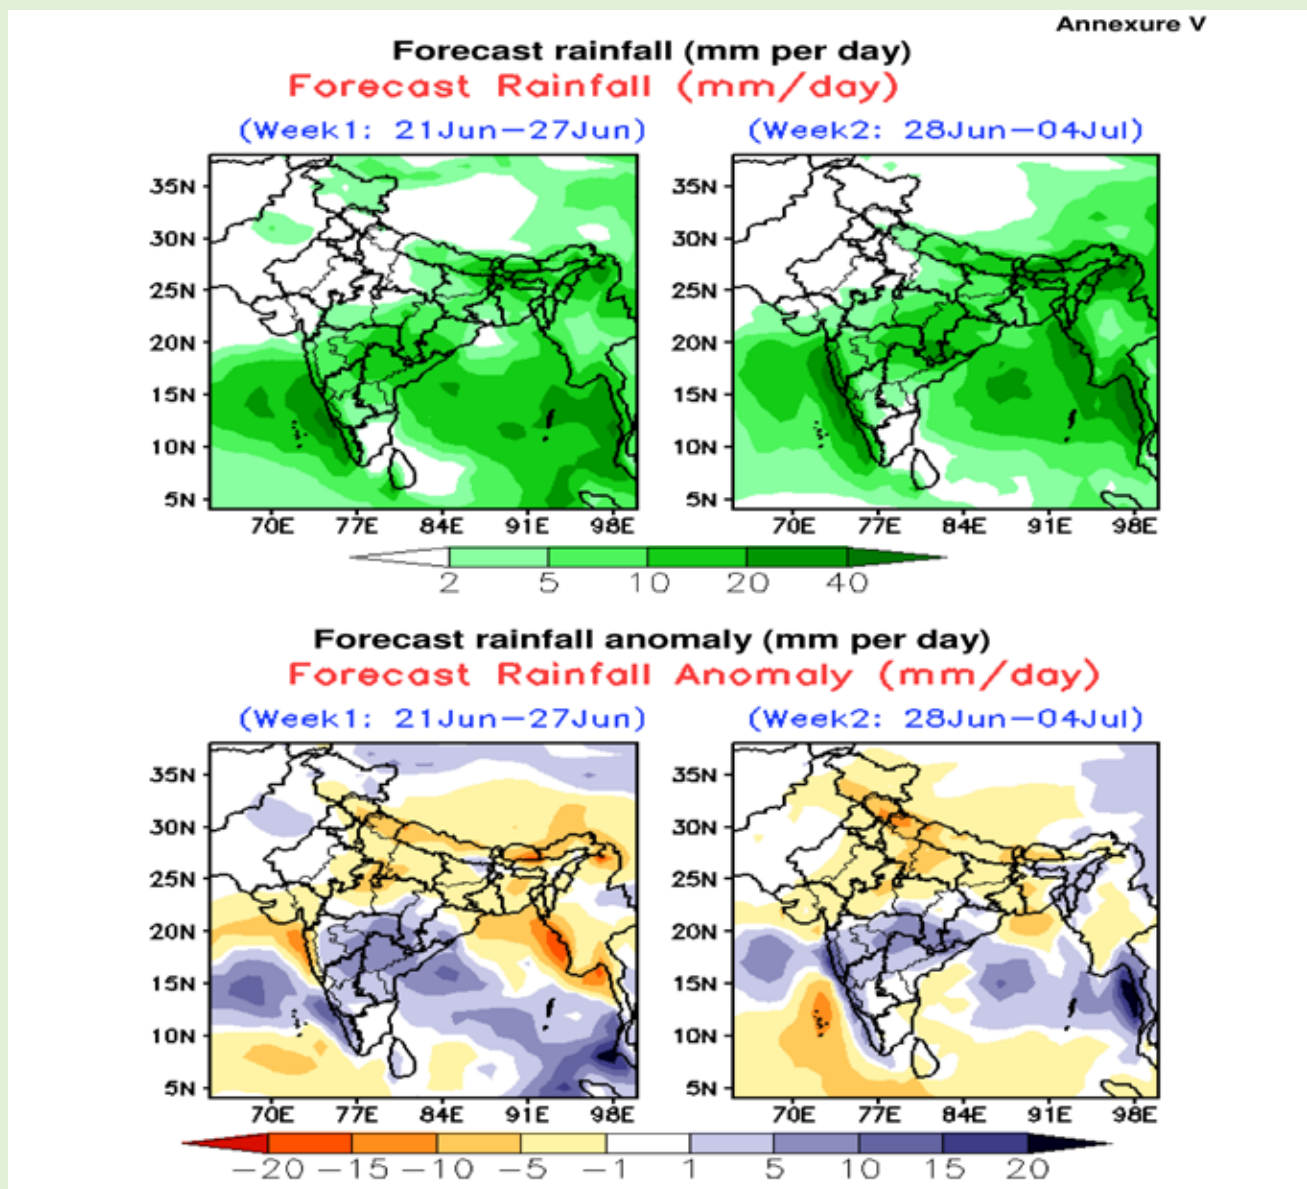 Annexure V
Forecast rainfall (mm per day)
Forecast Rainfall (mm/day)
(Week1: 21Jun−27Jun) (Week2: 28Jun−04Jul)
35N 35N
30N 30N
25N 25N
20N 20N
15N 15N
10N 10N
5N 5N
70E 77E 84E 91E 98E 70E 77E 84E 91E 98E
2 5 10 20 40
Forecast rainfall anomaly (mm per day)
Forecast Rainfall Anomaly (mm/day)
(Week1: 21Jun−27Jun) (Week2: 28Jun−04Jul)
35N 35N
30N 30N
25N 25N
20N 20N
15N 15N
10N 10N
5N 5N
70E 77E 84E 91E 98E 70E 77E 84E 91E 98E
−20 −15 −10 −5 −1 1 5 10 15 20